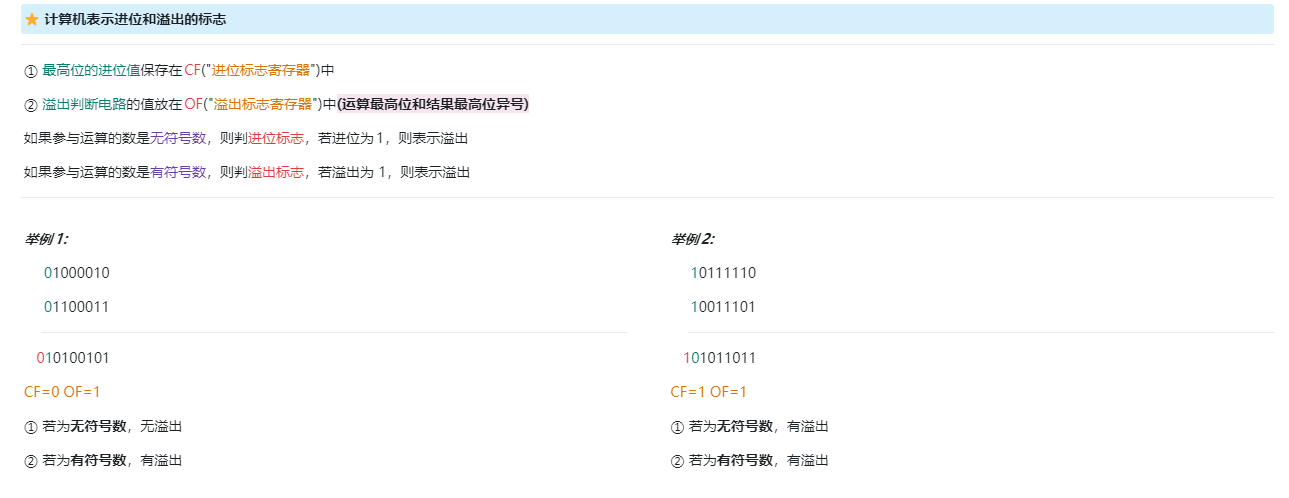 计算机表示进位和溢出的标志
① 最高位的进位值保存在CF("进位标志寄存器")中
② 溢出判断电路的值放在OF("溢出标志寄存器")中(运算最高位和结果最高位异号)
如果参与运算的数是无符号数，则判进位标志，若进位为1，则表示溢出
如果参与运算的数是有符号数，则判溢出标志，若溢出为 1，则表示溢出
举例1:
01000010
01100011
010100101
CF=0 OF=1
① 若为无符号数，无溢出
② 若为有符号数，有溢出
举例2:
10111110
10011101
101011011
CF=1 OF=1
① 若为无符号数，有溢出
② 若为有符号数，有溢出